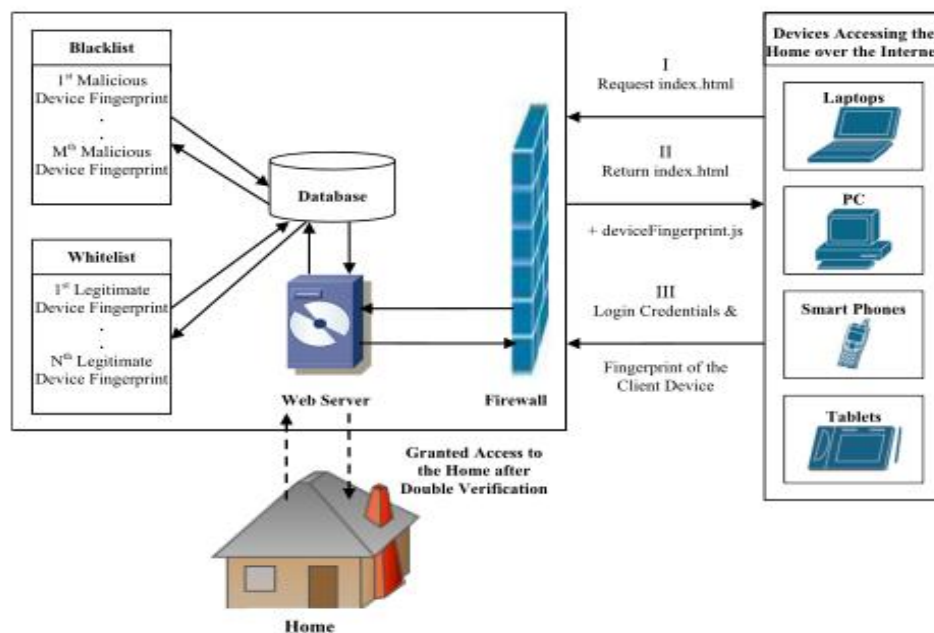 Blacklist
1st Malicious
Device Fingerprint
.
.
Mth Malicious
Device Fingerprint
Whitelist
1st Legitimate
Device Fingerprint
.
.
Nth Legitimate
Device Fingerprint
Database
Web Server
Firewall
I
Request index.html
II
Return index.html
+ deviceFingerprint.js
III
Login Credentials &
Fingerprint of the
Client Device
Devices Accessing the
Home over the Internet
Laptops
PC
Smart Phones
Tablets
Granted Access to
the Home after
Double Verification
Home